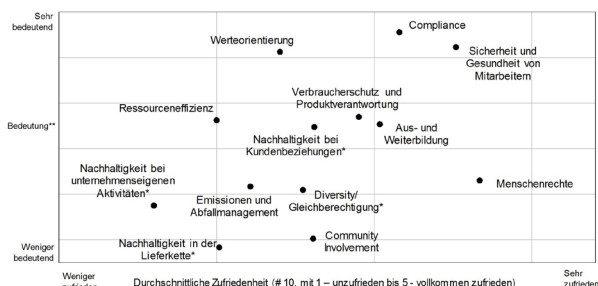 Sehr
bedeutend
Compliance
Werteorientierung
Sicherheit und
Gesundheit von
Mitarbeitern
Verbraucherschutz und
Produktverantwortung
Ressourceneffizienz
Bedeutung**
Aus- und
Weiterbildung
Nachhaltigkeit bei
Kundenbeziehungen*
Nachhaltigkeit bei
unternehmenseigenen
Aktivitäten*
Menschenrechte
Emissionen und
Abfallmanagement
Diversity/
Gleichberechtigung*
Community
Involvement
Nachhaltigkeit in der
Lieferkette*
Weniger
bedeutend
Weniger
zufrieden
Durchschnittliche Zufriedenheit (# 10, mit 1 – unzufrieden bis 5 - vollkommen zufrieden)
Sehr
zufrieden